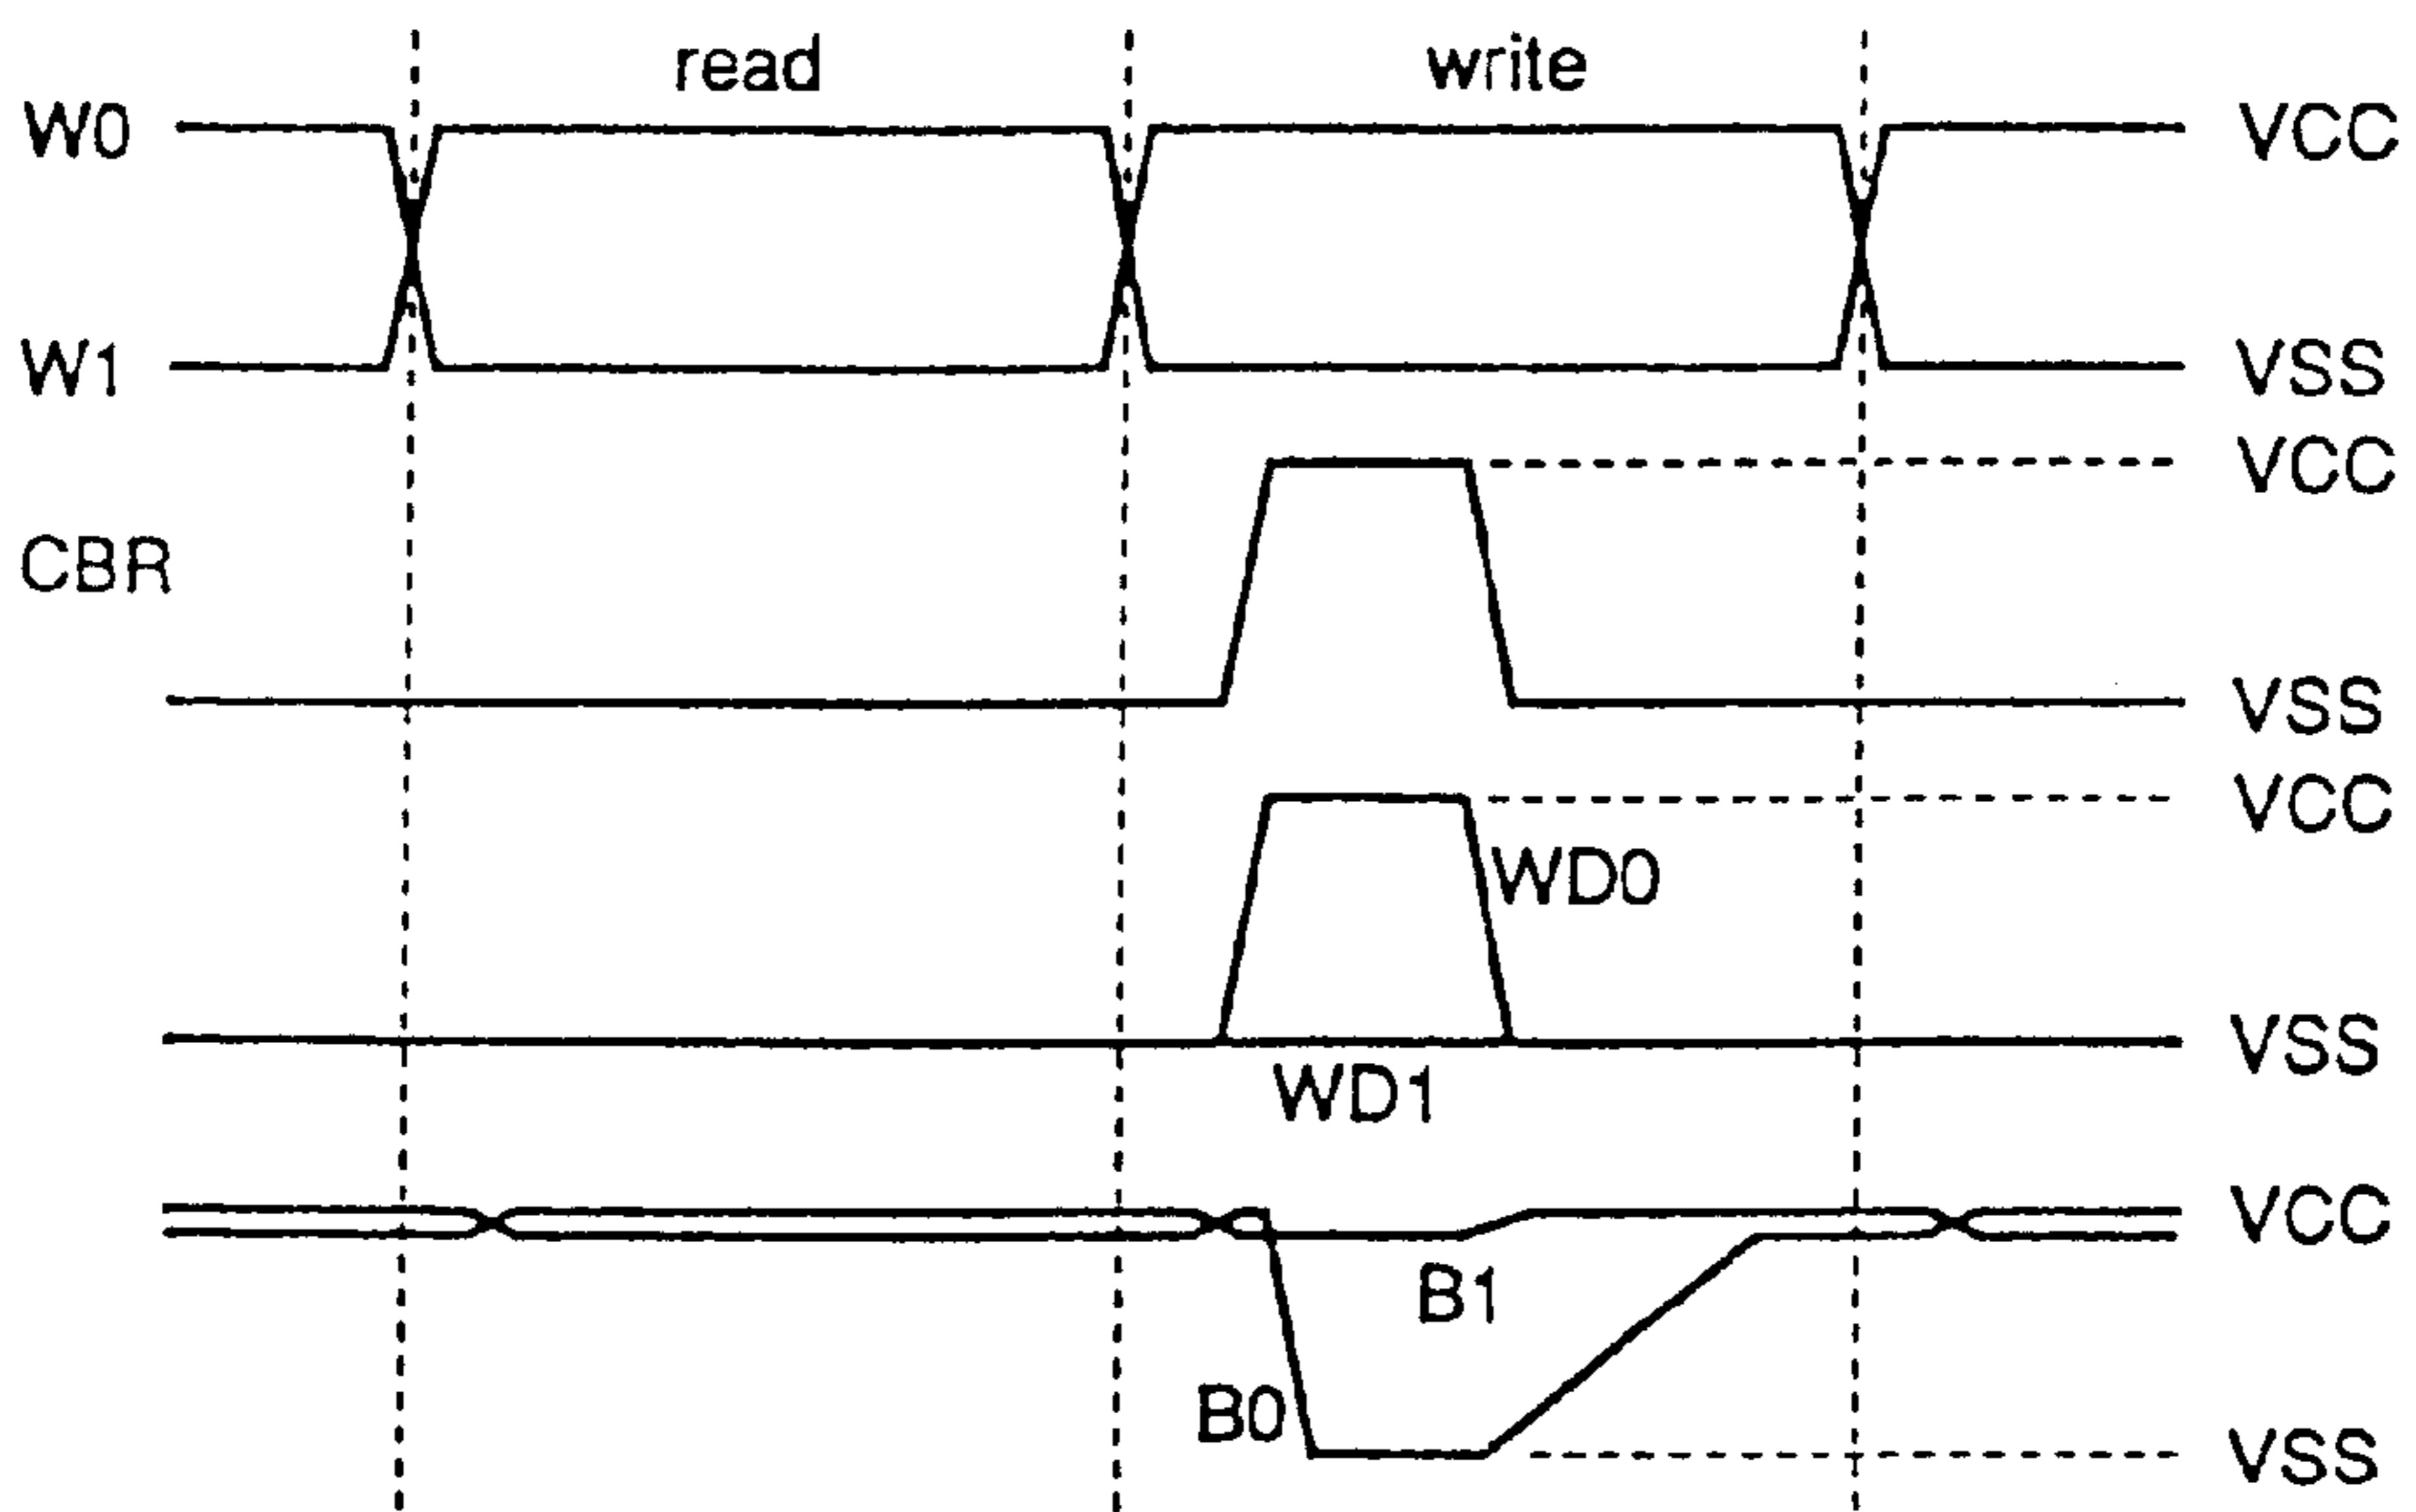 read write
W0 VCC
W1 VSS
VCC
CBR
VSS
VCC
WD0
VSS
WD1
VCC
B1
B0
VSS